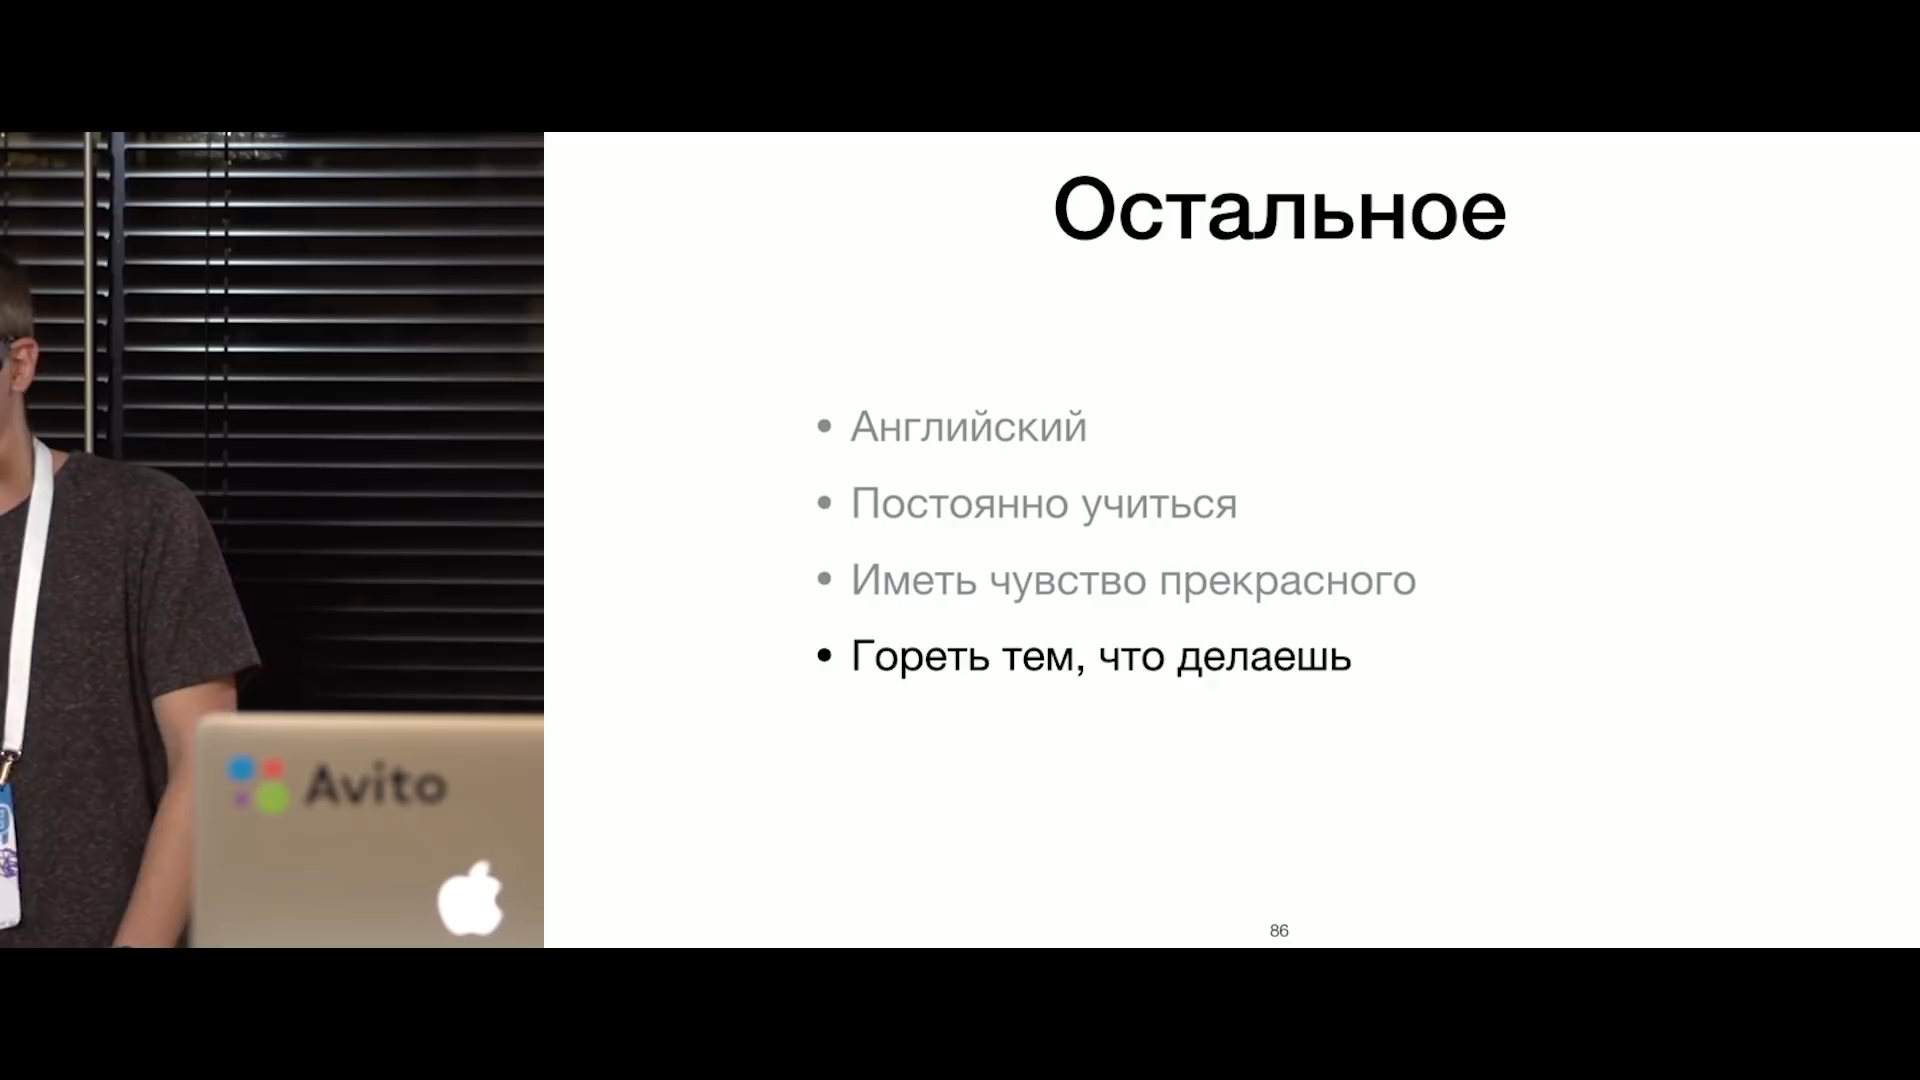 Остальное
• Английский
• Постоянно учиться
• Иметь чувство прекрасного
• Гореть тем, что делаешь
Avito
86